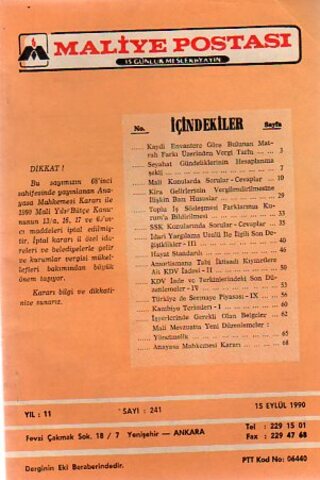 MALİYE POSTASI
15 GÜNLÜK MESLEKİ YAYIN
No. İÇİNDEKİLER Sayfa
Kaydi Envantere Göre Bulunan Mat-
rah Farkı Üzerinden Vergi Tarhı 3
Seyahat Gündeliklerinin Hesaplanma
şekli 7
Mali Konularda Sorular - Cevaplar 10
Kira Gelirlerinin Vergilendirilmesine
İlişkin Bazı Hususlar 29
Toplu İş Sözleşmesi Farklarının Ku-
rum'a Bildirilmesi 33
SSK Konularında Sorular - Cevaplar 35
İdari Yargılama Usulü İle İlgili Son De-
ğişiklikler - III 40
Hayat Standardı 46
Amortismana Tabi İktisadi Kıymetlere
Ait KDV İadesi - II 50
KDV İade ve Terkinlerindeki Son Dü-
zenlemeler - IV 53
Türkiye'de Sermaye Piyasası - IX 56
Kambiyo Terimleri - I 60
İşyerlerinde Gerekli Olan Belgeler 62
Mali Mevzuatta Yeni Düzenlemeler :
Yönetmelik 65
Anayasa Mahkemesi Kararı 68
DİKKAT !
Bu sayımızın 68'inci
sahifesinde yayınlanan Ana-
yasa Mahkemesi Kararı ile
1990 Mali Yılı Bütçe Kanu-
nunun 13/a, 16, 27 ve 67/a'ı
maddeleri iptal edilmiş-
tir. İptal kararı il özel ida-
releri ve belediyelerle gelir
ve kurumlar vergisi mükel-
lefleri bakımından büyük
önem taşıyor.
Kararı bilgi ve dikkati-
nize sunarız.
YIL : 11 SAYI : 241 15 EYLÜL 1990
Fevzi Çakmak Sok. 18 / 7 Yenişehir — ANKARA
Tel : 229 15 01
Fax : 229 47 68
Derginin Eki Beraberindedir. PTT Kod No: 06440